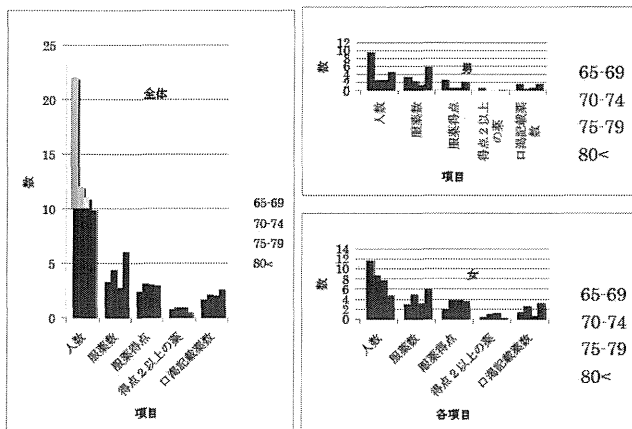 全体
数
25
20
15
10
5
0
人数
服薬数
服薬得点
得点2以上の薬
口渇記載薬数
項目
65-69
70-74
75-79
80<
男
数
12
10
8
6
4
2
0
人数
服薬数
服薬得点
得点2以上の薬
口渇記載薬数
項目
65-69
70-74
75-79
80<
女
数
14
12
10
8
6
4
2
0
人数
服薬数
服薬得点
得点2以上の薬
口渇記載薬数
各項目
65-69
70-74
75-79
80<